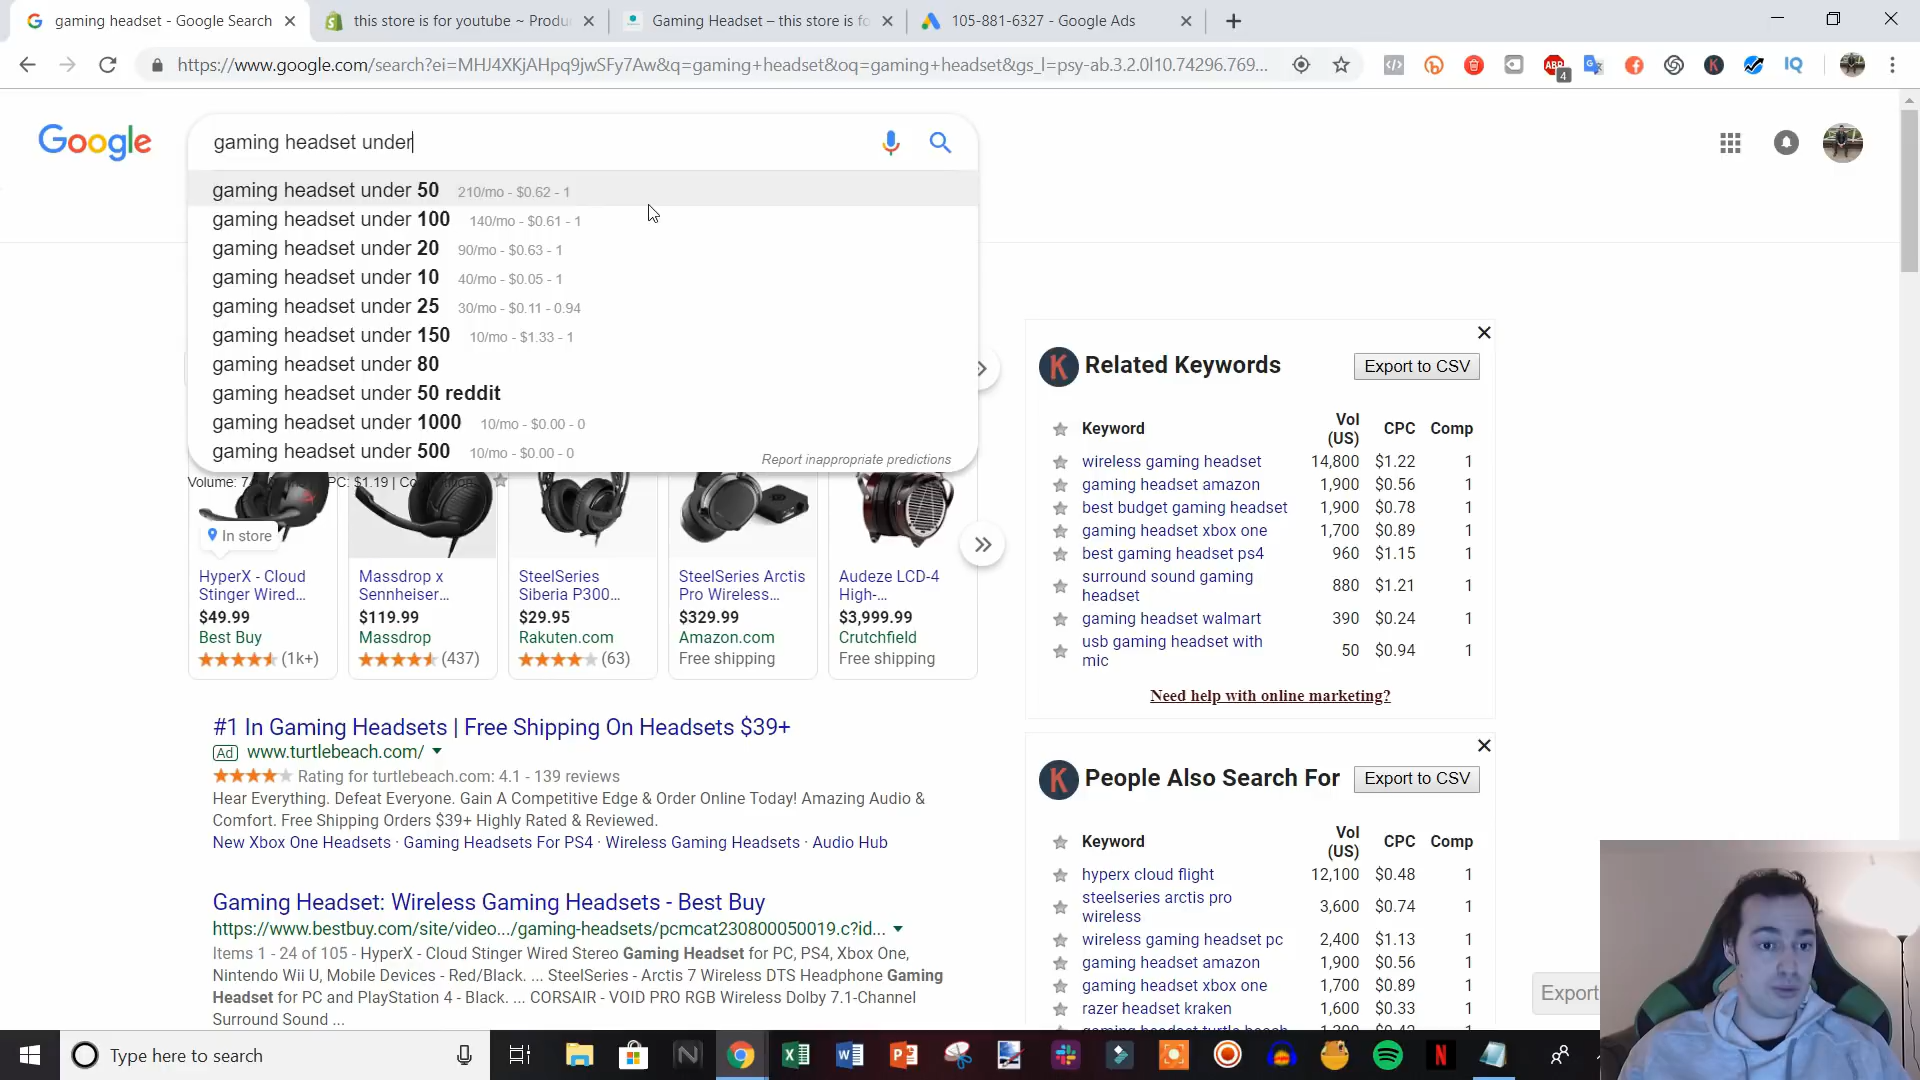 gaming headset - Google Search
this store is for youtube ~ Produ
Gaming Headset – this store is fo
105-881-6327 - Google Ads
https://www.google.com/search?ei=MHJ4XKjAHpq9jwSFy7Aw&q=gaming+headset&oq=gaming+headset&gs_l=psy-ab.3.2.0l10.74296.769...
ABP
4
IQ
Google
gaming headset under
gaming headset under 50 210/mo - $0.62 - 1
gaming headset under 100 140/mo - $0.61 - 1
gaming headset under 20 90/mo - $0.63 - 1
gaming headset under 10 40/mo - $0.05 - 1
gaming headset under 25 30/mo - $0.11 - 0.94
gaming headset under 150 10/mo - $1.33 - 1
gaming headset under 80
gaming headset under 50 reddit
gaming headset under 1000 10/mo - $0.00 - 0
gaming headset under 500 10/mo - $0.00 - 0
Report inappropriate predictions
In store
HyperX - Cloud
Stinger Wired...
$49.99
Best Buy
(1k+)
Massdrop x
Sennheiser...
$119.99
Massdrop
(437)
SteelSeries
Siberia P300...
$29.95
Rakuten.com
(63)
SteelSeries Arctis
Pro Wireless...
$329.99
Amazon.com
Free shipping
Audeze LCD-4
High-...
$3,999.99
Crutchfield
Free shipping
#1 In Gaming Headsets | Free Shipping On Headsets $39+
Ad www.turtlebeach.com/
Rating for turtlebeach.com: 4.1 - 139 reviews
Hear Everything. Defeat Everyone. Gain A Competitive Edge & Order Online Today! Amazing Audio &
Comfort. Free Shipping Orders $39+ Highly Rated & Reviewed.
New Xbox One Headsets · Gaming Headsets For PS4 · Wireless Gaming Headsets · Audio Hub
Gaming Headset: Wireless Gaming Headsets - Best Buy
https://www.bestbuy.com/site/video.../gaming-headsets/pcmcat230800050019.c?id...
Items 1 - 24 of 105 - HyperX - Cloud Stinger Wired Stereo Gaming Headset for PC, PS4, Xbox One,
Nintendo Wii U, Mobile Devices - Red/Black. ... SteelSeries - Arctis 7 Wireless DTS Headphone Gaming
Headset for PC and PlayStation 4 - Black. ... CORSAIR - VOID PRO RGB Wireless Dolby 7.1-Channel
Surround Sound ...
K Related Keywords Export to CSV
Keyword Vol (US) CPC Comp
wireless gaming headset 14,800 $1.22 1
gaming headset amazon 1,900 $0.56 1
best budget gaming headset 1,900 $0.78 1
gaming headset xbox one 1,700 $0.89 1
best gaming headset ps4 960 $1.15 1
surround sound gaming
headset 880 $1.21 1
gaming headset walmart 390 $0.24 1
usb gaming headset with
mic 50 $0.94 1
Need help with online marketing?
K People Also Search For Export to CSV
Keyword Vol (US) CPC Comp
hyperx cloud flight 12,100 $0.48 1
steelseries arctis pro
wireless 3,600 $0.74 1
wireless gaming headset pc 2,400 $1.13 1
gaming headset amazon 1,900 $0.56 1
gaming headset xbox one 1,700 $0.89 1
razer headset kraken 1,600 $0.33 1
Export
Type here to search